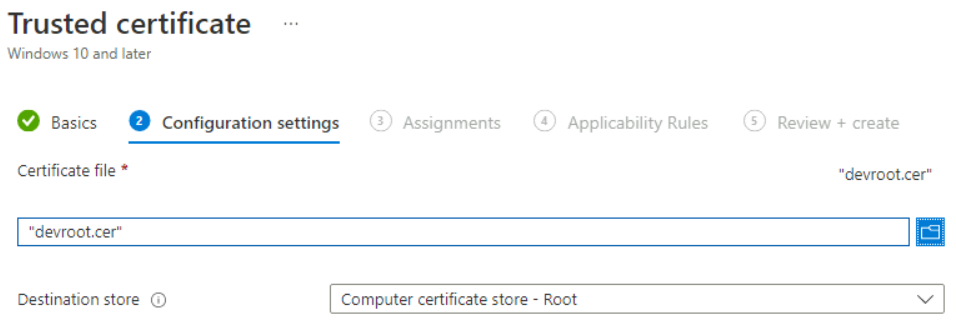 Trusted certificate ...
Windows 10 and later
Basics 2 Configuration settings 3 Assignments 4 Applicability Rules 5 Review + create
Certificate file * "devroot.cer"
"devroot.cer"
Destination store i Computer certificate store - Root